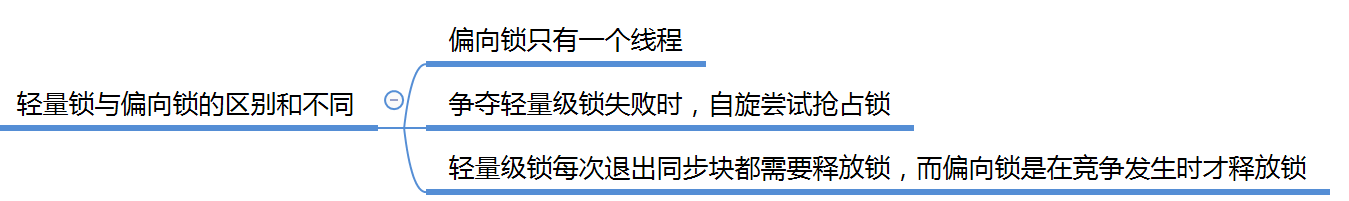 偏向锁只有一个线程
轻量锁与偏向锁的区别和不同
争夺轻量级锁失败时，自旋尝试抢占锁
轻量级锁每次退出同步块都需要释放锁，而偏向锁是在竞争发生时才释放锁